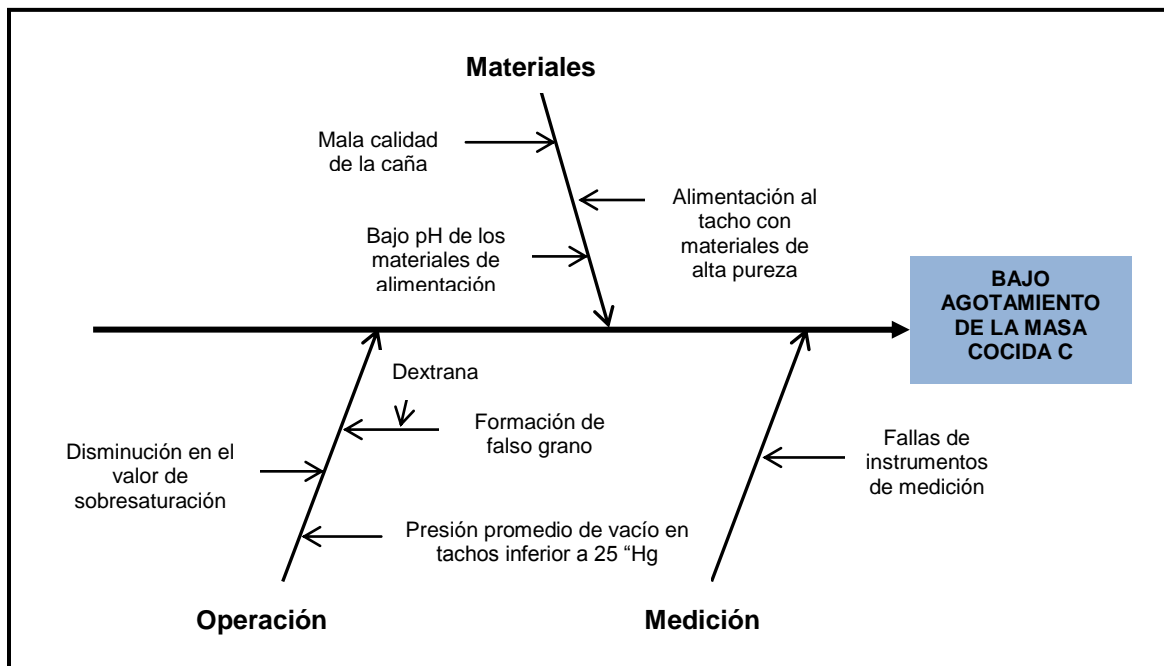 Materiales
Mala calidad
de la caña
Alimentación al
tacho con
materiales de
alta pureza
Bajo pH de los
materiales de
alimentación
BAJO
AGOTAMIENTO
DE LA MASA
COCIDA C
Dextrana
Formación de
falso grano
Disminución en el
valor de
sobresaturación
Fallas de
instrumentos
de medición
Presión promedio de vacío en
tachos inferior a 25 “Hg
Operación
Medición